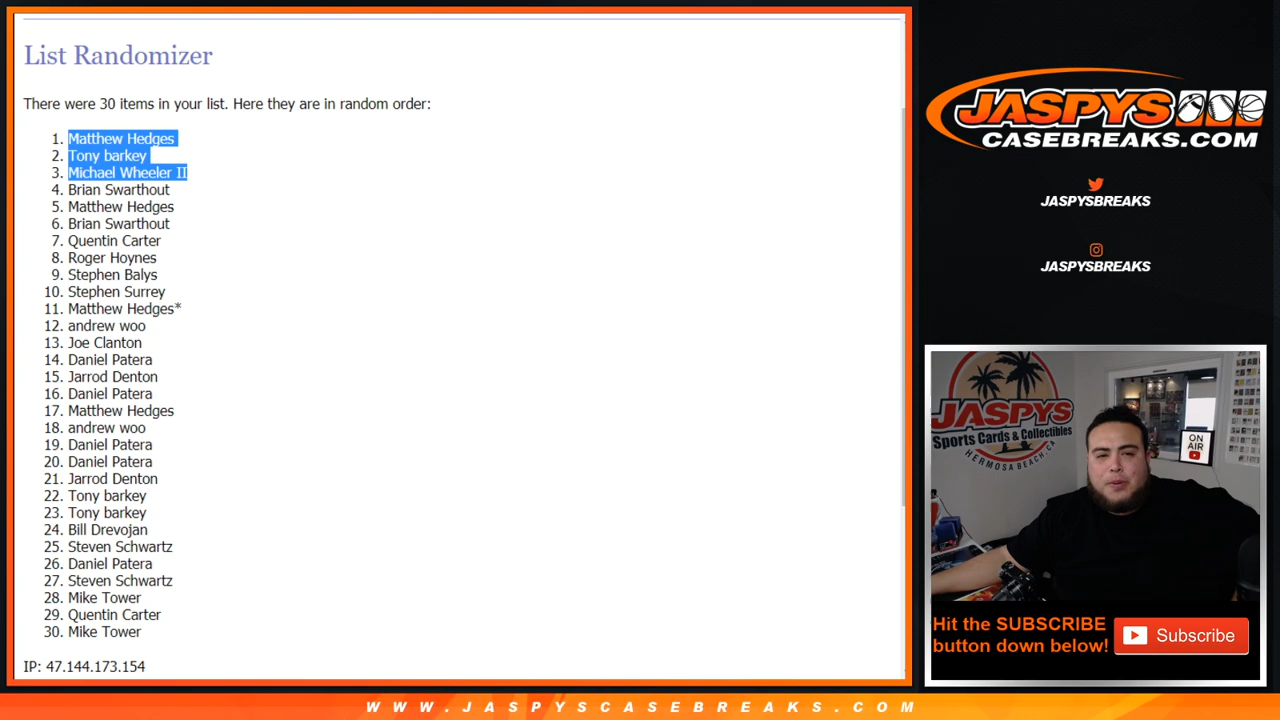 List Randomizer
There were 30 items in your list. Here they are in random order:
1. Matthew Hedges
2. Tony barkey
3. Michael Wheeler II
4. Brian Swarthout
5. Matthew Hedges
6. Brian Swarthout
7. Quentin Carter
8. Roger Hoynes
9. Stephen Balys
10. Stephen Surrey
11. Matthew Hedges*
12. andrew woo
13. Joe Clanton
14. Daniel Patera
15. Jarrod Denton
16. Daniel Patera
17. Matthew Hedges
18. andrew woo
19. Daniel Patera
20. Daniel Patera
21. Jarrod Denton
22. Tony barkey
23. Tony barkey
24. Bill Drevojan
25. Steven Schwartz
26. Daniel Patera
27. Steven Schwartz
28. Mike Tower
29. Quentin Carter
30. Mike Tower
IP: 47.144.173.154
JASPYS
CASEBREAKS.COM
JASPYSBREAKS
JASPYSBREAKS
JASPYS
Sports Cards & Collectibles
HERMOSA BEACH, CA
ON
AIR
Hit the SUBSCRIBE
button down below!
Subscribe
WWW.JASPYSCASEBREAKS.COM